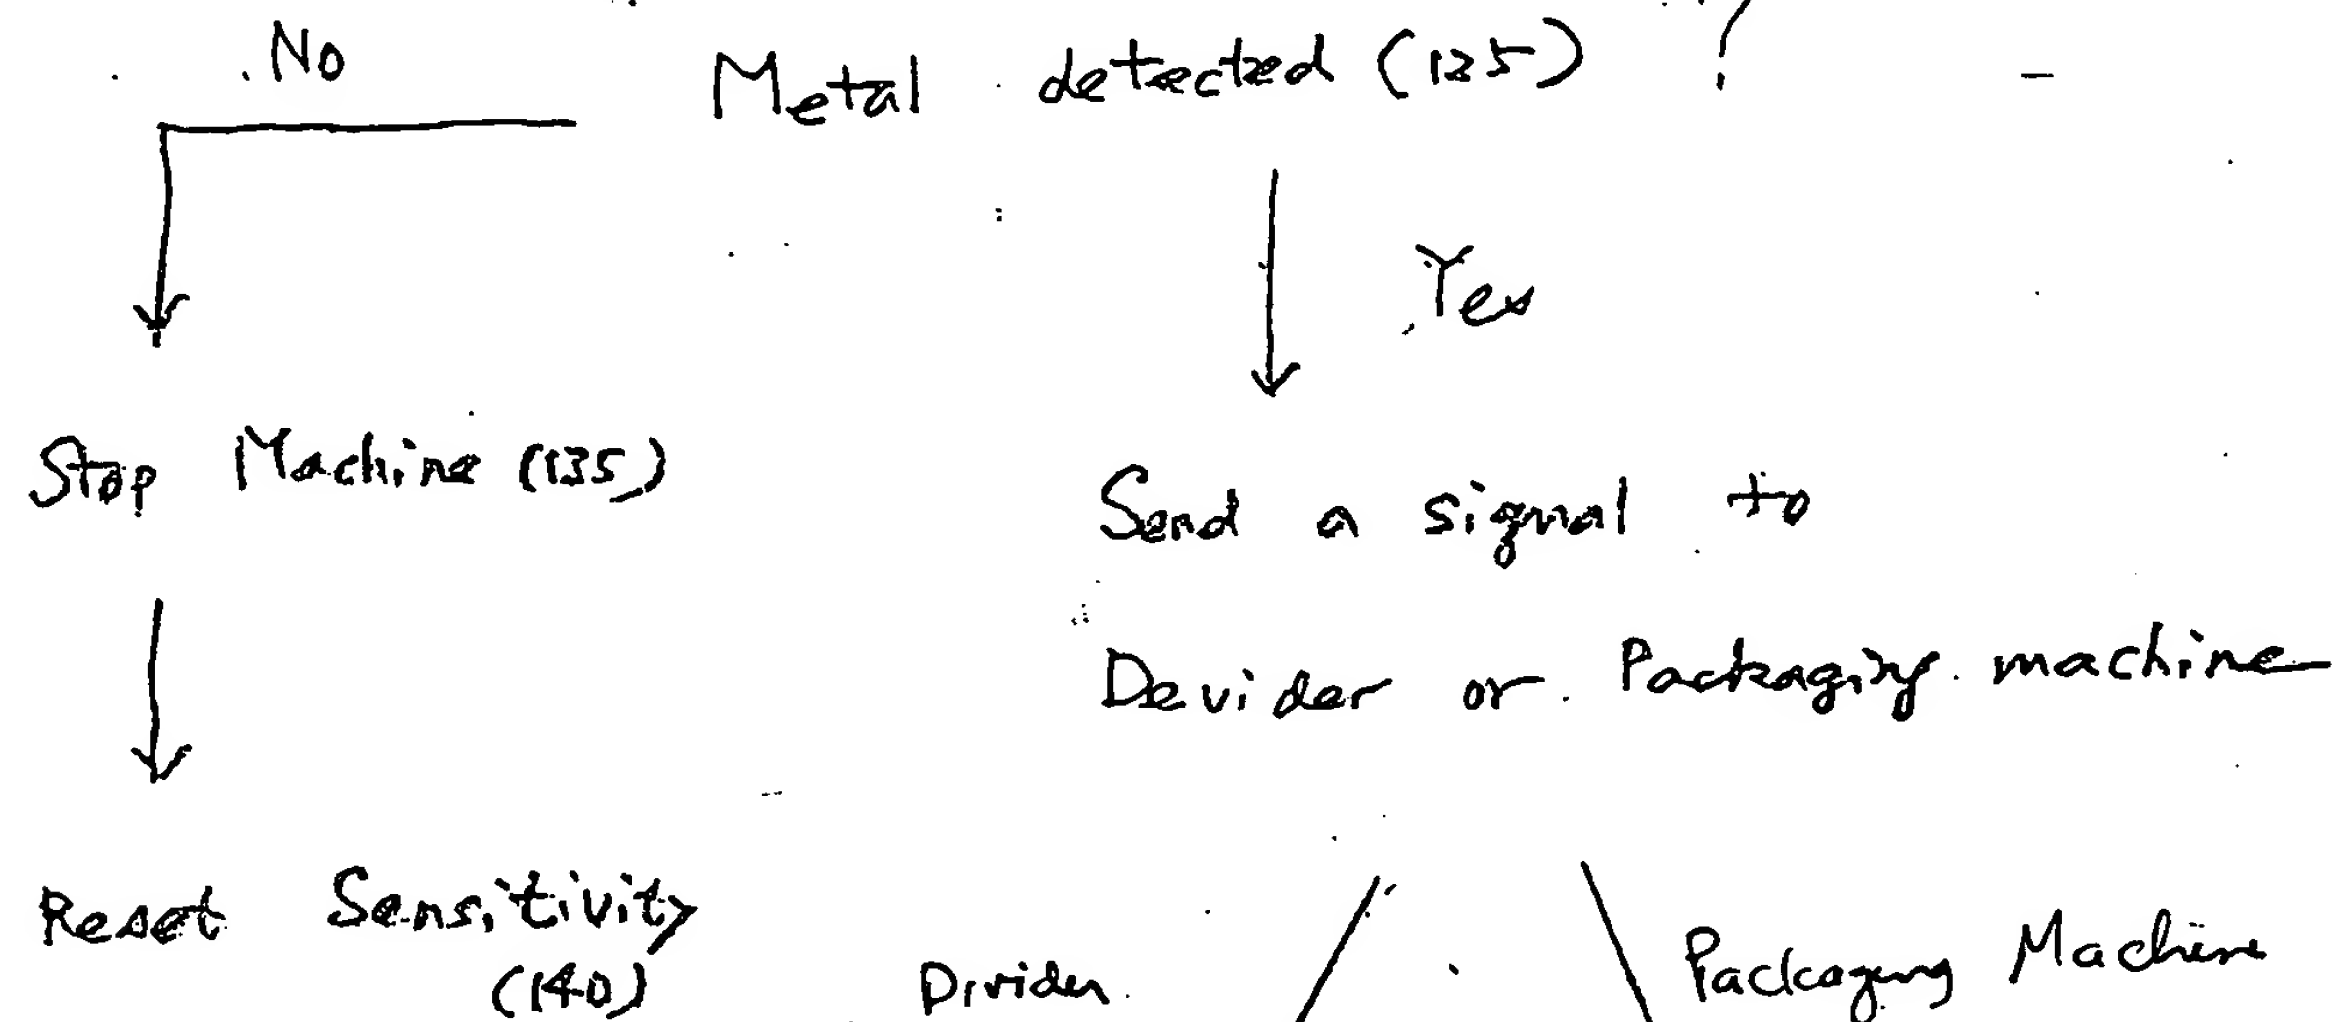 No
Metal detected (125) ?
Yes
Stop Machine (135)
Send a signal to
Devider or Packaging machine
Reset Sensitivity
(140)
Divider
Packaging Machine